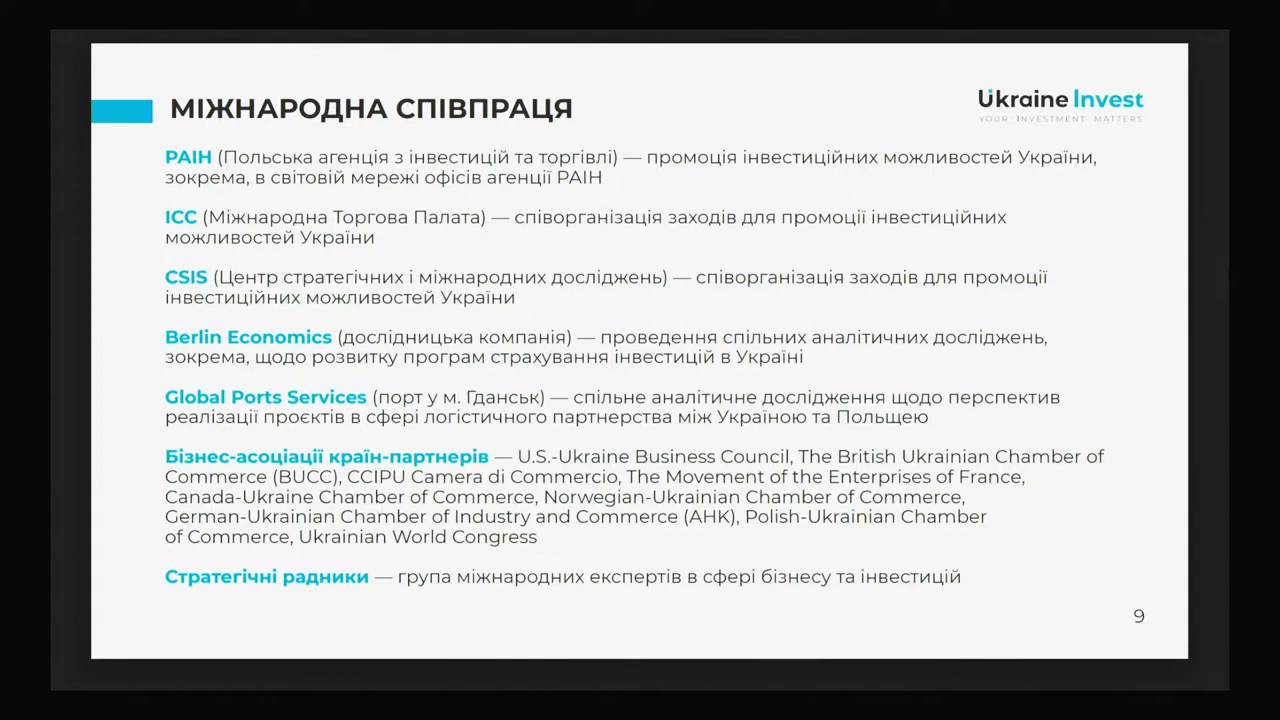 МІЖНАРОДНА СПІВПРАЦЯ
Ukraine Invest
YOUR INVESTMENT MATTERS
PAIH (Польська агенція з інвестицій та торгівлі) — промоція інвестиційних можливостей України,
зокрема, в світовій мережі офісів агенції PAIH
ICC (Міжнародна Торгова Палата) — співорганізація заходів для промоції інвестиційних
можливостей України
CSIS (Центр стратегічних і міжнародних досліджень) — співорганізація заходів для промоції
інвестиційних можливостей України
Berlin Economics (дослідницька компанія) — проведення спільних аналітичних досліджень,
зокрема, щодо розвитку програм страхування інвестицій в Україні
Global Ports Services (порт у м. Гданськ) — спільне аналітичне дослідження щодо перспектив
реалізації проєктів в сфері логістичного партнерства між Україною та Польщею
Бізнес-асоціації країн-партнерів — U.S.-Ukraine Business Council, The British Ukrainian Chamber of
Commerce (BUCC), CCIPU Camera di Commercio, The Movement of the Enterprises of France,
Canada-Ukraine Chamber of Commerce, Norwegian-Ukrainian Chamber of Commerce,
German-Ukrainian Chamber of Industry and Commerce (AHK), Polish-Ukrainian Chamber
of Commerce, Ukrainian World Congress
Стратегічні радники — група міжнародних експертів в сфері бізнесу та інвестицій
9